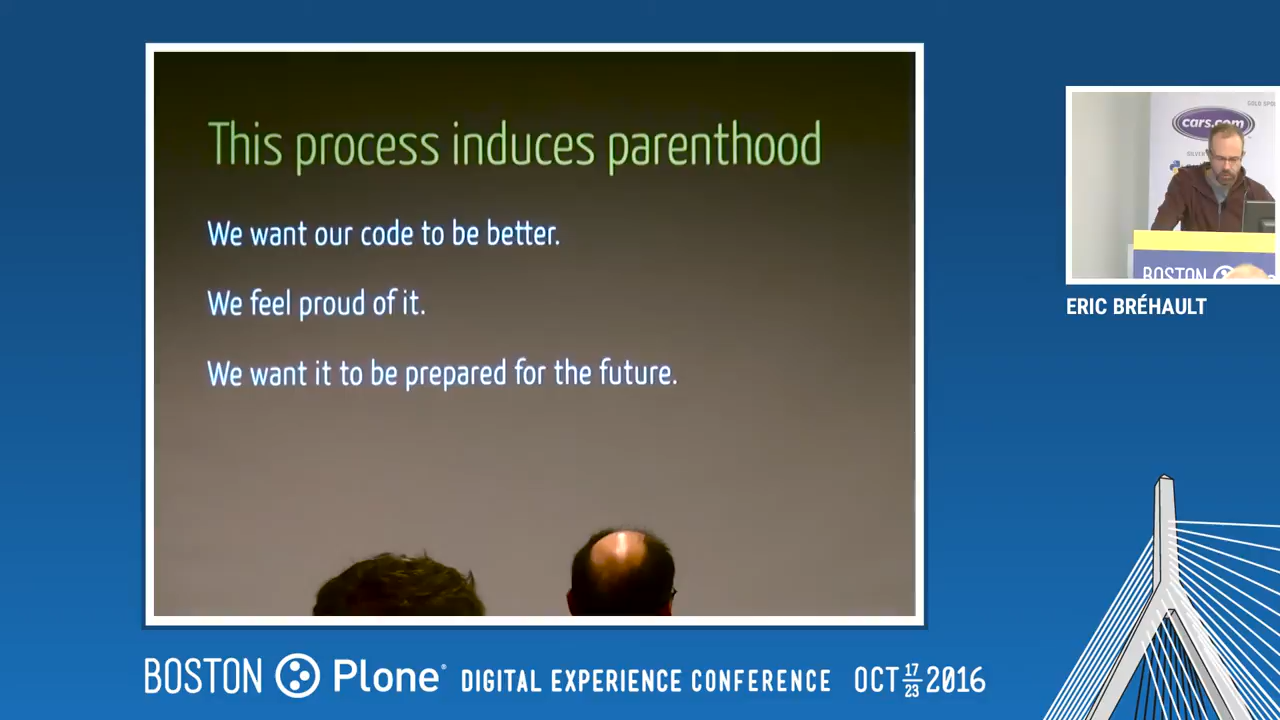 This process induces parenthood
We want our code to be better.
We feel proud of it.
We want it to be prepared for the future.
cars.com
BOSTON
ERIC BRÉHAULT
BOSTON Plone® DIGITAL EXPERIENCE CONFERENCE OCT 17 23 2016